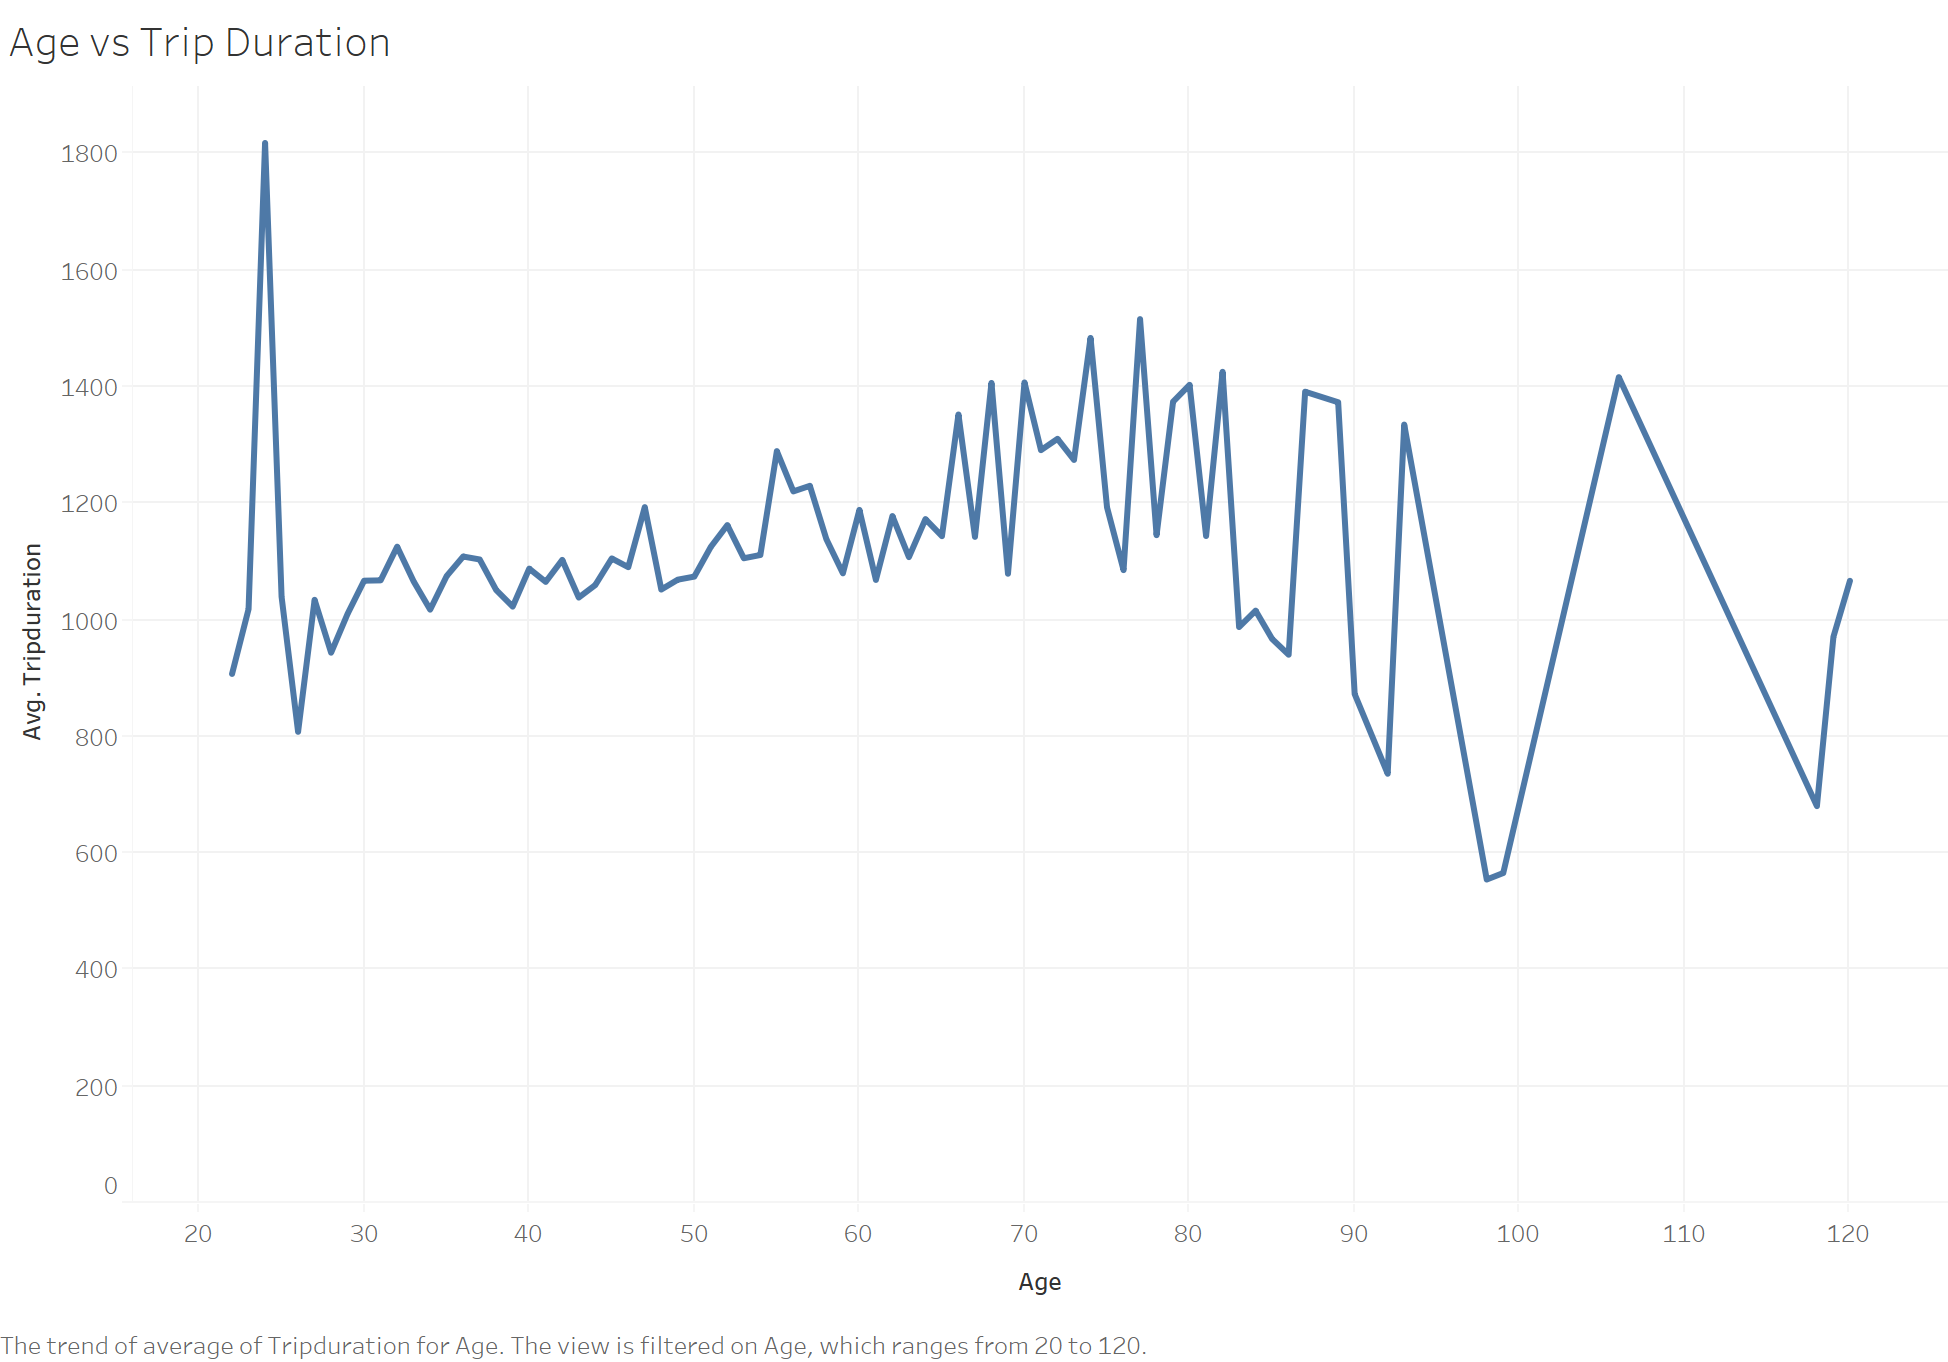 Age vs Trip Duration
1800
1600
1400
1200
1000
800
600
400
200
0
Avg. Tripduration
20 30 40 50 60 70 80 90 100 110 120
Age
The trend of average of Tripduration for Age. The view is filtered on Age, which ranges from 20 to 120.